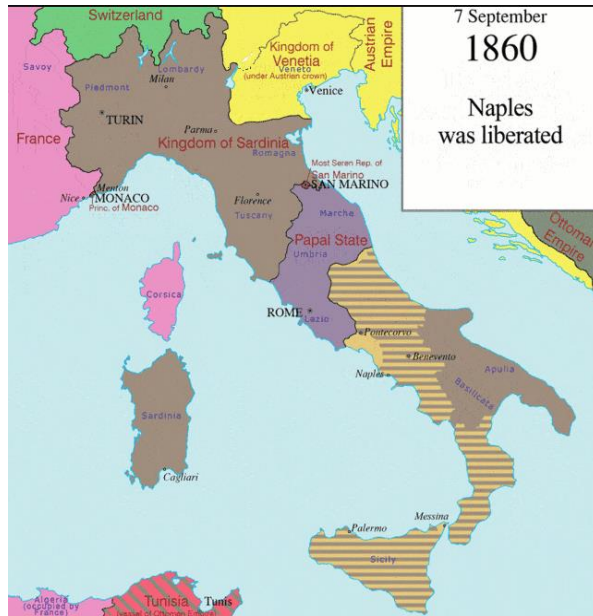 Switzerland
7 September
1860
Naples
was liberated
Savoy
Lombardy
Milan
Piedmont
TURIN
Kingdom of
Venetia
(under Austrian crown)
Veneto
Venice
Austrian
Empire
France
Parma
Kingdom of Sardinia
Romagna
Most Seren Rep. of
San Marino
SAN MARINO
Menton
Nice
MONACO
Princ. of Monaco
Florence
Tuscany
Marche
Papal State
Umbria
Ottoman
Empire
Corsica
ROME
Lazio
Pontecorvo
Benevento
Apulia
Naples
Basilicata
Sardinia
Cagliari
Messina
Palermo
Sicily
Algeria
(occupied by
France)
Tunisia
Tunis
of Ottoman Empire)